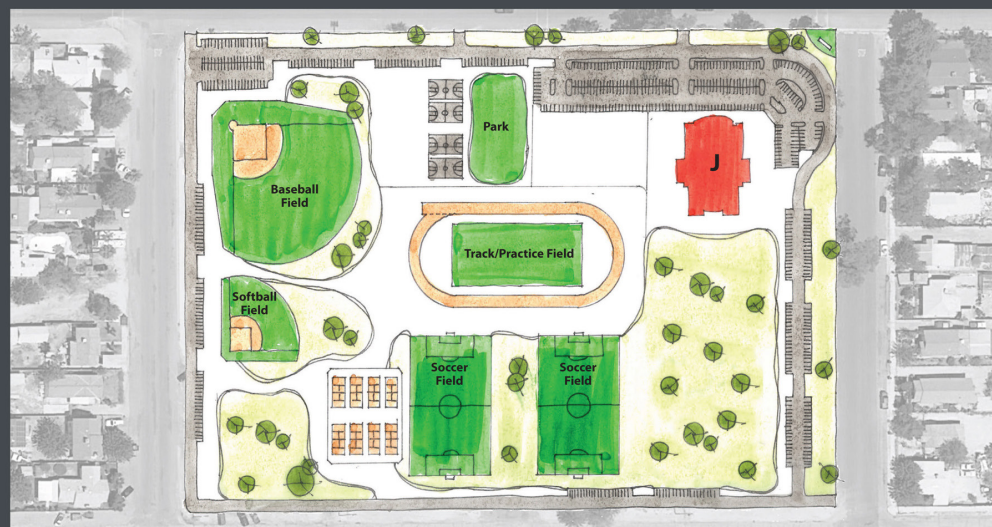 Park
J
Baseball
Field
Track/Practice Field
Softball
Field
Soccer
Field
Soccer
Field